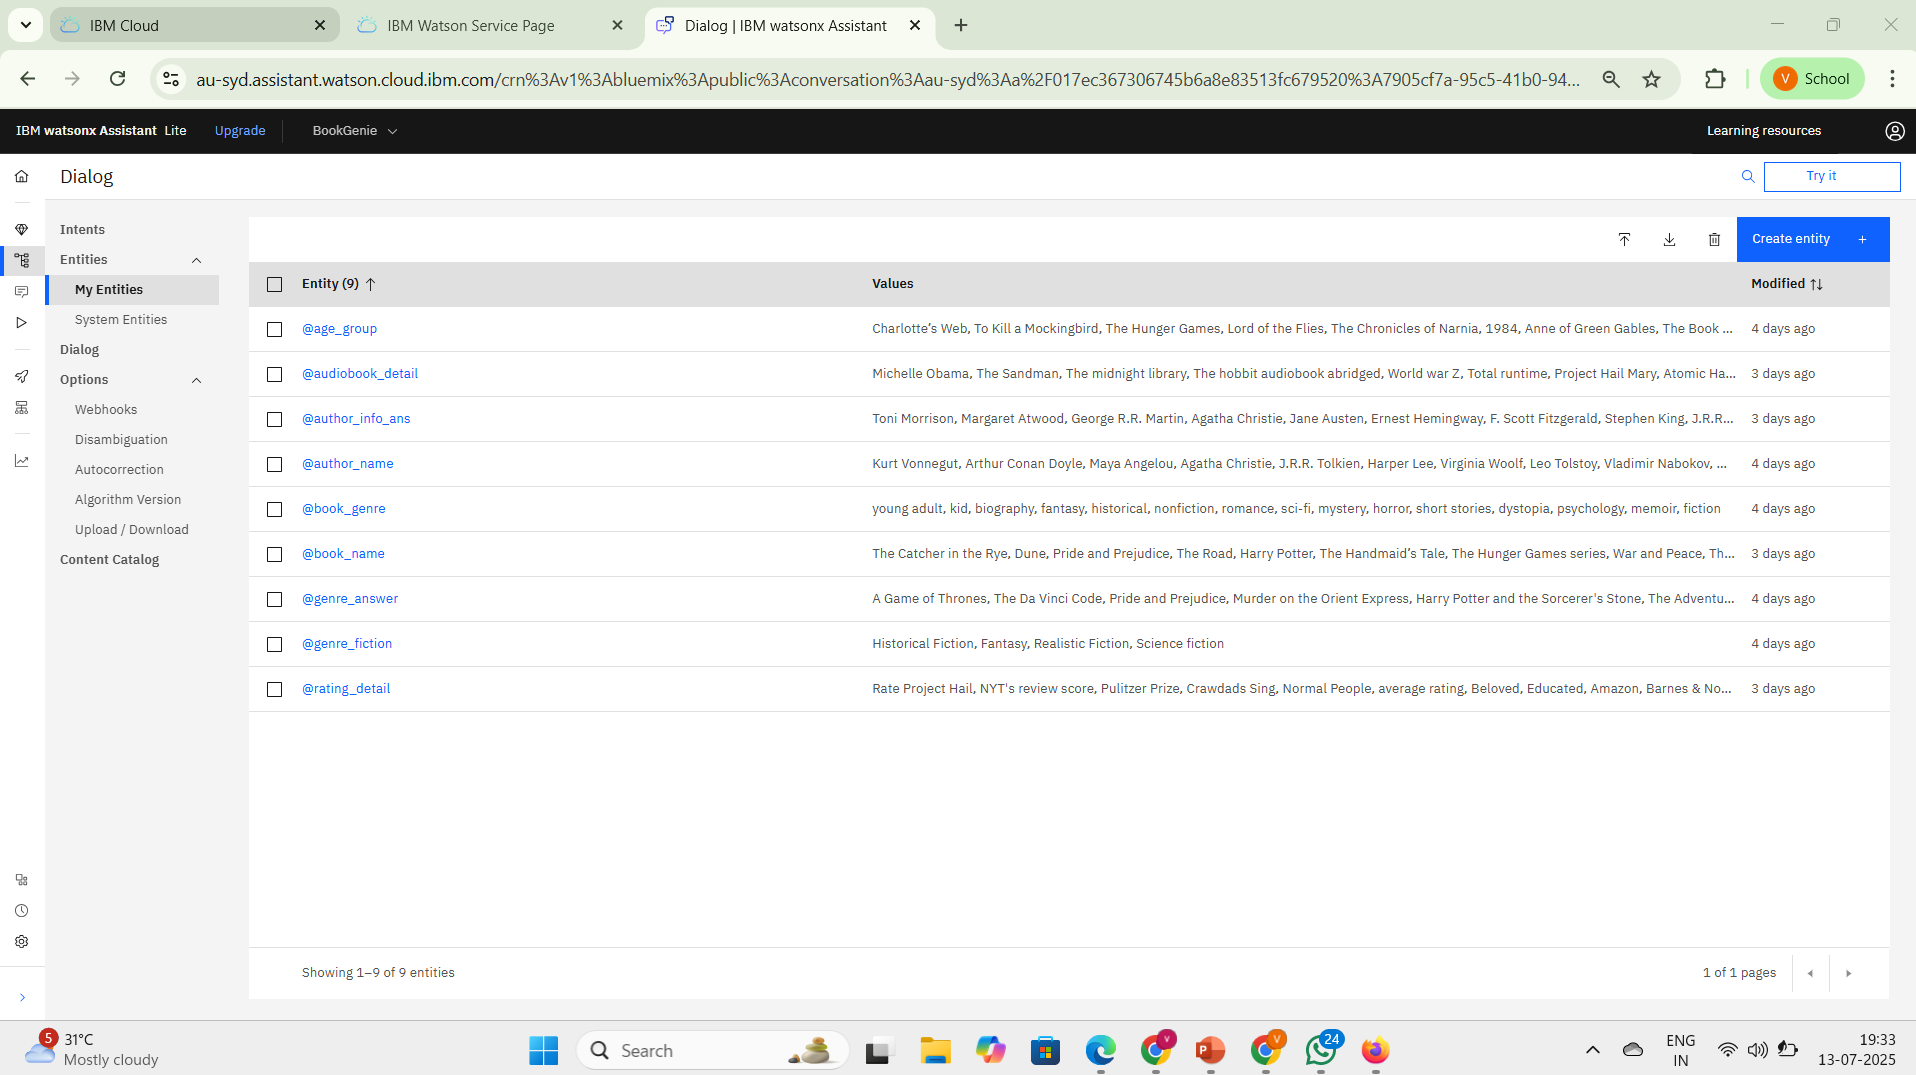 IBM Cloud
IBM Watson Service Page
Dialog | IBM watsonx Assistant
au-syd.assistant.watson.cloud.ibm.com/crn%3Av1%3Abluemix%3Apublic%3Aconversation%3Aau-syd%3Aa%2F017ec367306745b6a8e83513fc679520%3A7905cf7a-95c5-41b0-94...
V School
IBM watsonx Assistant Lite Upgrade BookGenie Learning resources
Dialog Try it
Intents
Entities
My Entities
System Entities
Dialog
Options
Webhooks
Disambiguation
Autocorrection
Algorithm Version
Upload / Download
Content Catalog
Create entity +
Entity (9) Values Modified
@age_group Charlotte’s Web, To Kill a Mockingbird, The Hunger Games, Lord of the Flies, The Chronicles of Narnia, 1984, Anne of Green Gables, The Book ... 4 days ago
@audiobook_detail Michelle Obama, The Sandman, The midnight library, The hobbit audiobook abridged, World war Z, Total runtime, Project Hail Mary, Atomic Ha... 3 days ago
@author_info_ans Toni Morrison, Margaret Atwood, George R.R. Martin, Agatha Christie, Jane Austen, Ernest Hemingway, F. Scott Fitzgerald, Stephen King, J.R.R... 3 days ago
@author_name Kurt Vonnegut, Arthur Conan Doyle, Maya Angelou, Agatha Christie, J.R.R. Tolkien, Harper Lee, Virginia Woolf, Leo Tolstoy, Vladimir Nabokov, ... 4 days ago
@book_genre young adult, kid, biography, fantasy, historical, nonfiction, romance, sci-fi, mystery, horror, short stories, dystopia, psychology, memoir, fiction 4 days ago
@book_name The Catcher in the Rye, Dune, Pride and Prejudice, The Road, Harry Potter, The Handmaid’s Tale, The Hunger Games series, War and Peace, Th... 3 days ago
@genre_answer A Game of Thrones, The Da Vinci Code, Pride and Prejudice, Murder on the Orient Express, Harry Potter and the Sorcerer's Stone, The Adventu... 4 days ago
@genre_fiction Historical Fiction, Fantasy, Realistic Fiction, Science fiction 4 days ago
@rating_detail Rate Project Hail, NYT's review score, Pulitzer Prize, Crawdads Sing, Normal People, average rating, Beloved, Educated, Amazon, Barnes & No... 3 days ago
Showing 1–9 of 9 entities 1 of 1 pages
5 31°C
Mostly cloudy
Search
V
P
V
24
ENG
IN
19:33
13-07-2025